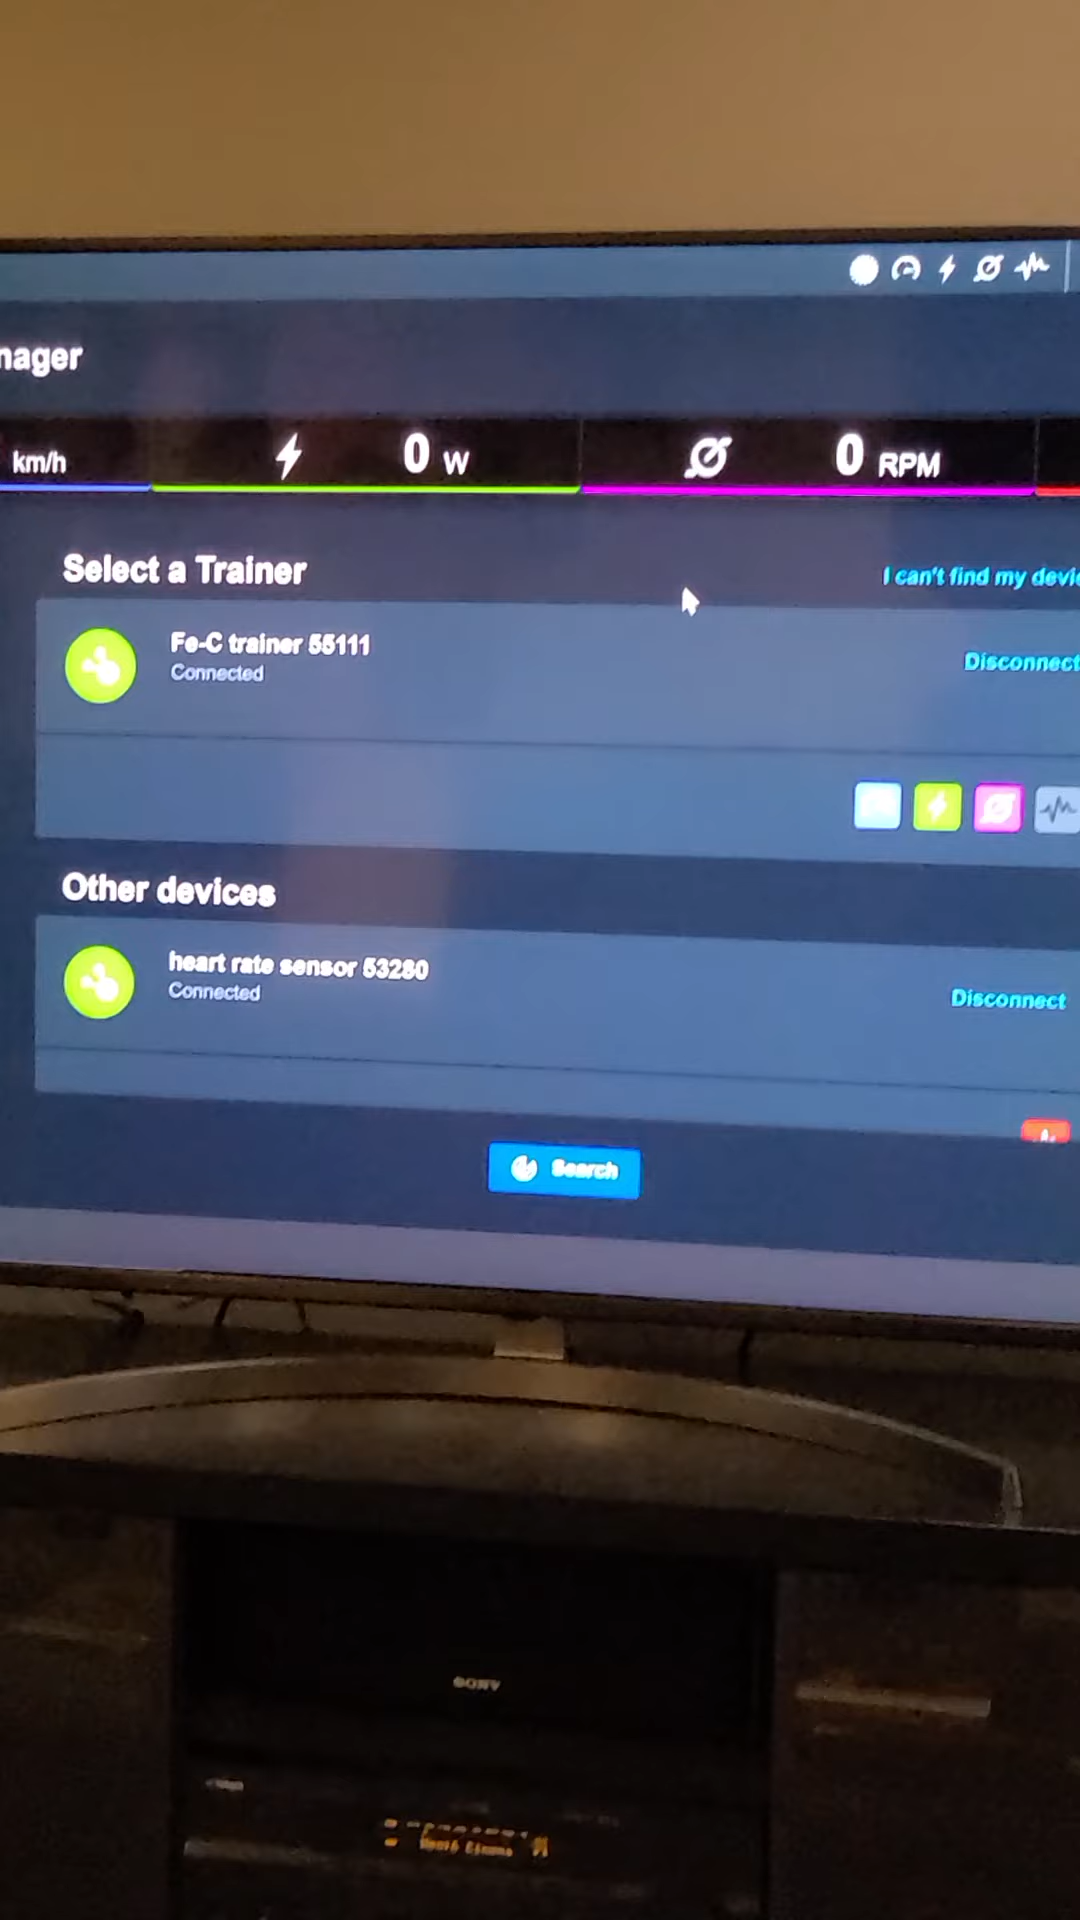 nager
km/h
0 W
0 RPM
Select a Trainer
I can't find my devic
Fe-C trainer 55111
Connected
Disconnect
Other devices
heart rate sensor 53280
Connected
Disconnect
Search
SONY